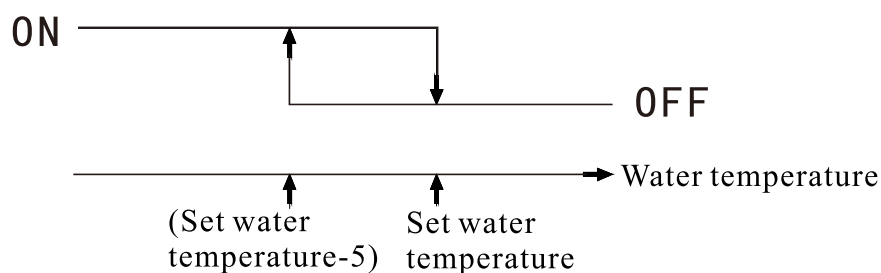 ON
OFF
Water temperature
(Set water
temperature-5)
Set water
temperature